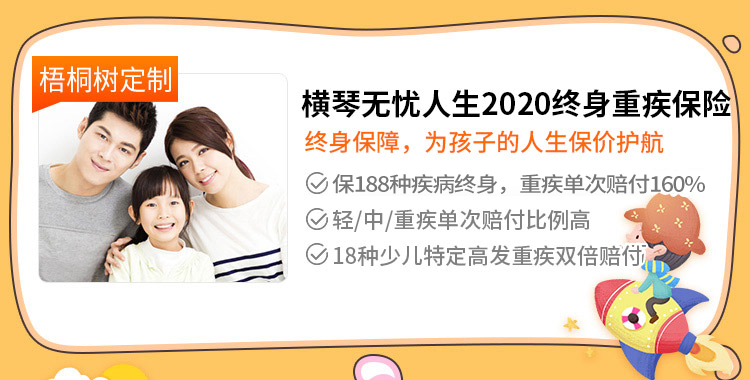 梧桐树定制
横琴无忧人生2020终身重疾保险
终身保障，为孩子的人生保价护航
保188种疾病终身，重疾单次赔付160%
轻/中/重疾单次赔付比例高
18种少儿特定高发重疾双倍赔付